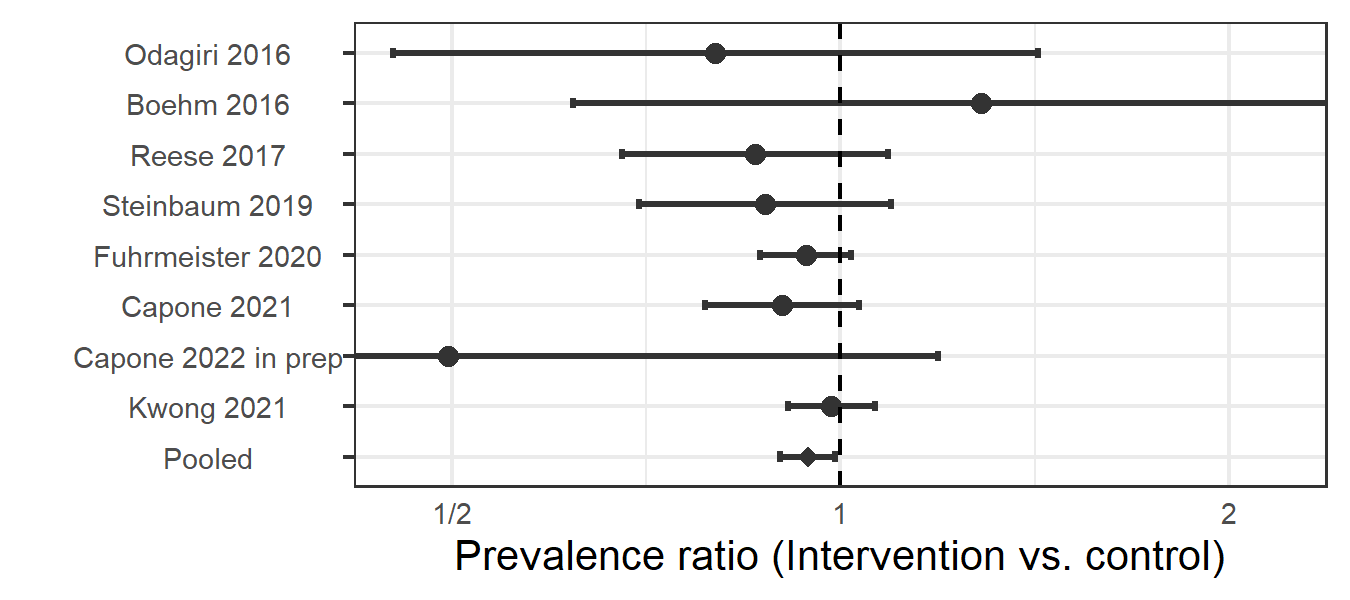 Odagiri 2016
Boehm 2016
Reese 2017
Steinbaum 2019
Fuhrmeister 2020
Capone 2021
Capone 2022 in prep
Kwong 2021
Pooled
1/2 1 2
Prevalence ratio (Intervention vs. control)